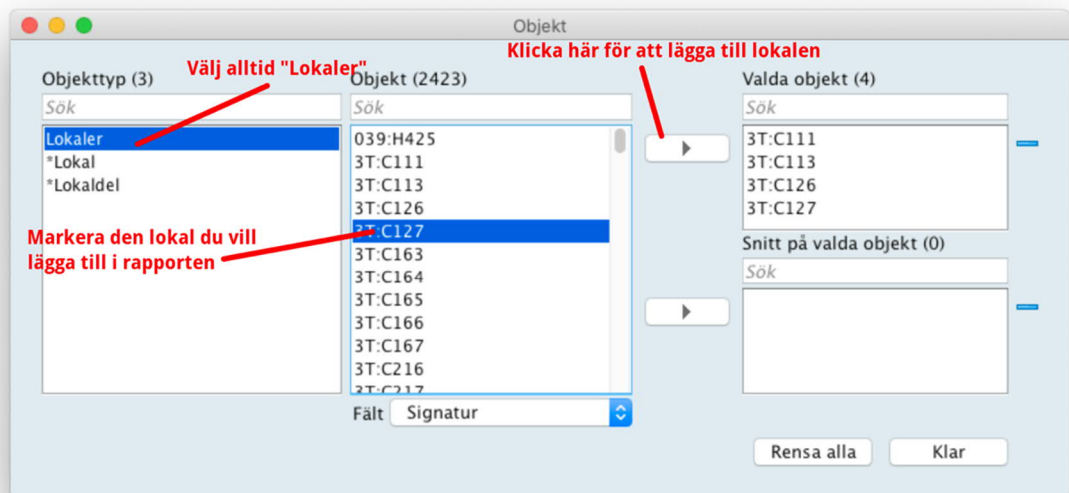 Objekt
Klicka här för att lägga till lokalen
Välj alltid "Lokaler"
Objekttyp (3)
Sök
Lokaler
*Lokal
*Lokaldel
Markera den lokal du vill
lägga till i rapporten
Objekt (2423)
Sök
039:H425
3T:C111
3T:C113
3T:C126
3T:C127
3T:C163
3T:C164
3T:C165
3T:C166
3T:C167
3T:C216
3T:C217
Fält Signatur
Valda objekt (4)
Sök
3T:C111
3T:C113
3T:C126
3T:C127
Snitt på valda objekt (0)
Sök
Rensa alla Klar